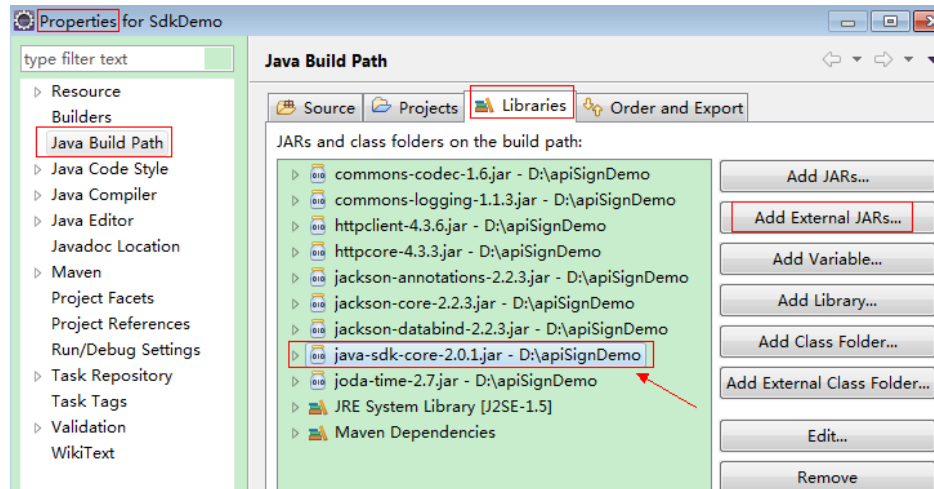 Properties for SdkDemo
type filter text
Resource
Builders
Java Build Path
Java Code Style
Java Compiler
Java Editor
Javadoc Location
Maven
Project Facets
Project References
Run/Debug Settings
Task Repository
Task Tags
Validation
WikiText
Java Build Path
Source Projects Libraries Order and Export
JARs and class folders on the build path:
commons-codec-1.6.jar - D:\apiSignDemo
commons-logging-1.1.3.jar - D:\apiSignDemo
httpclient-4.3.6.jar - D:\apiSignDemo
httpcore-4.3.3.jar - D:\apiSignDemo
jackson-annotations-2.2.3.jar - D:\apiSignDemo
jackson-core-2.2.3.jar - D:\apiSignDemo
jackson-databind-2.2.3.jar - D:\apiSignDemo
java-sdk-core-2.0.1.jar - D:\apiSignDemo
joda-time-2.7.jar - D:\apiSignDemo
JRE System Library [J2SE-1.5]
Maven Dependencies
Add JARs...
Add External JARs...
Add Variable...
Add Library...
Add Class Folder...
Add External Class Folder...
Edit...
Remove